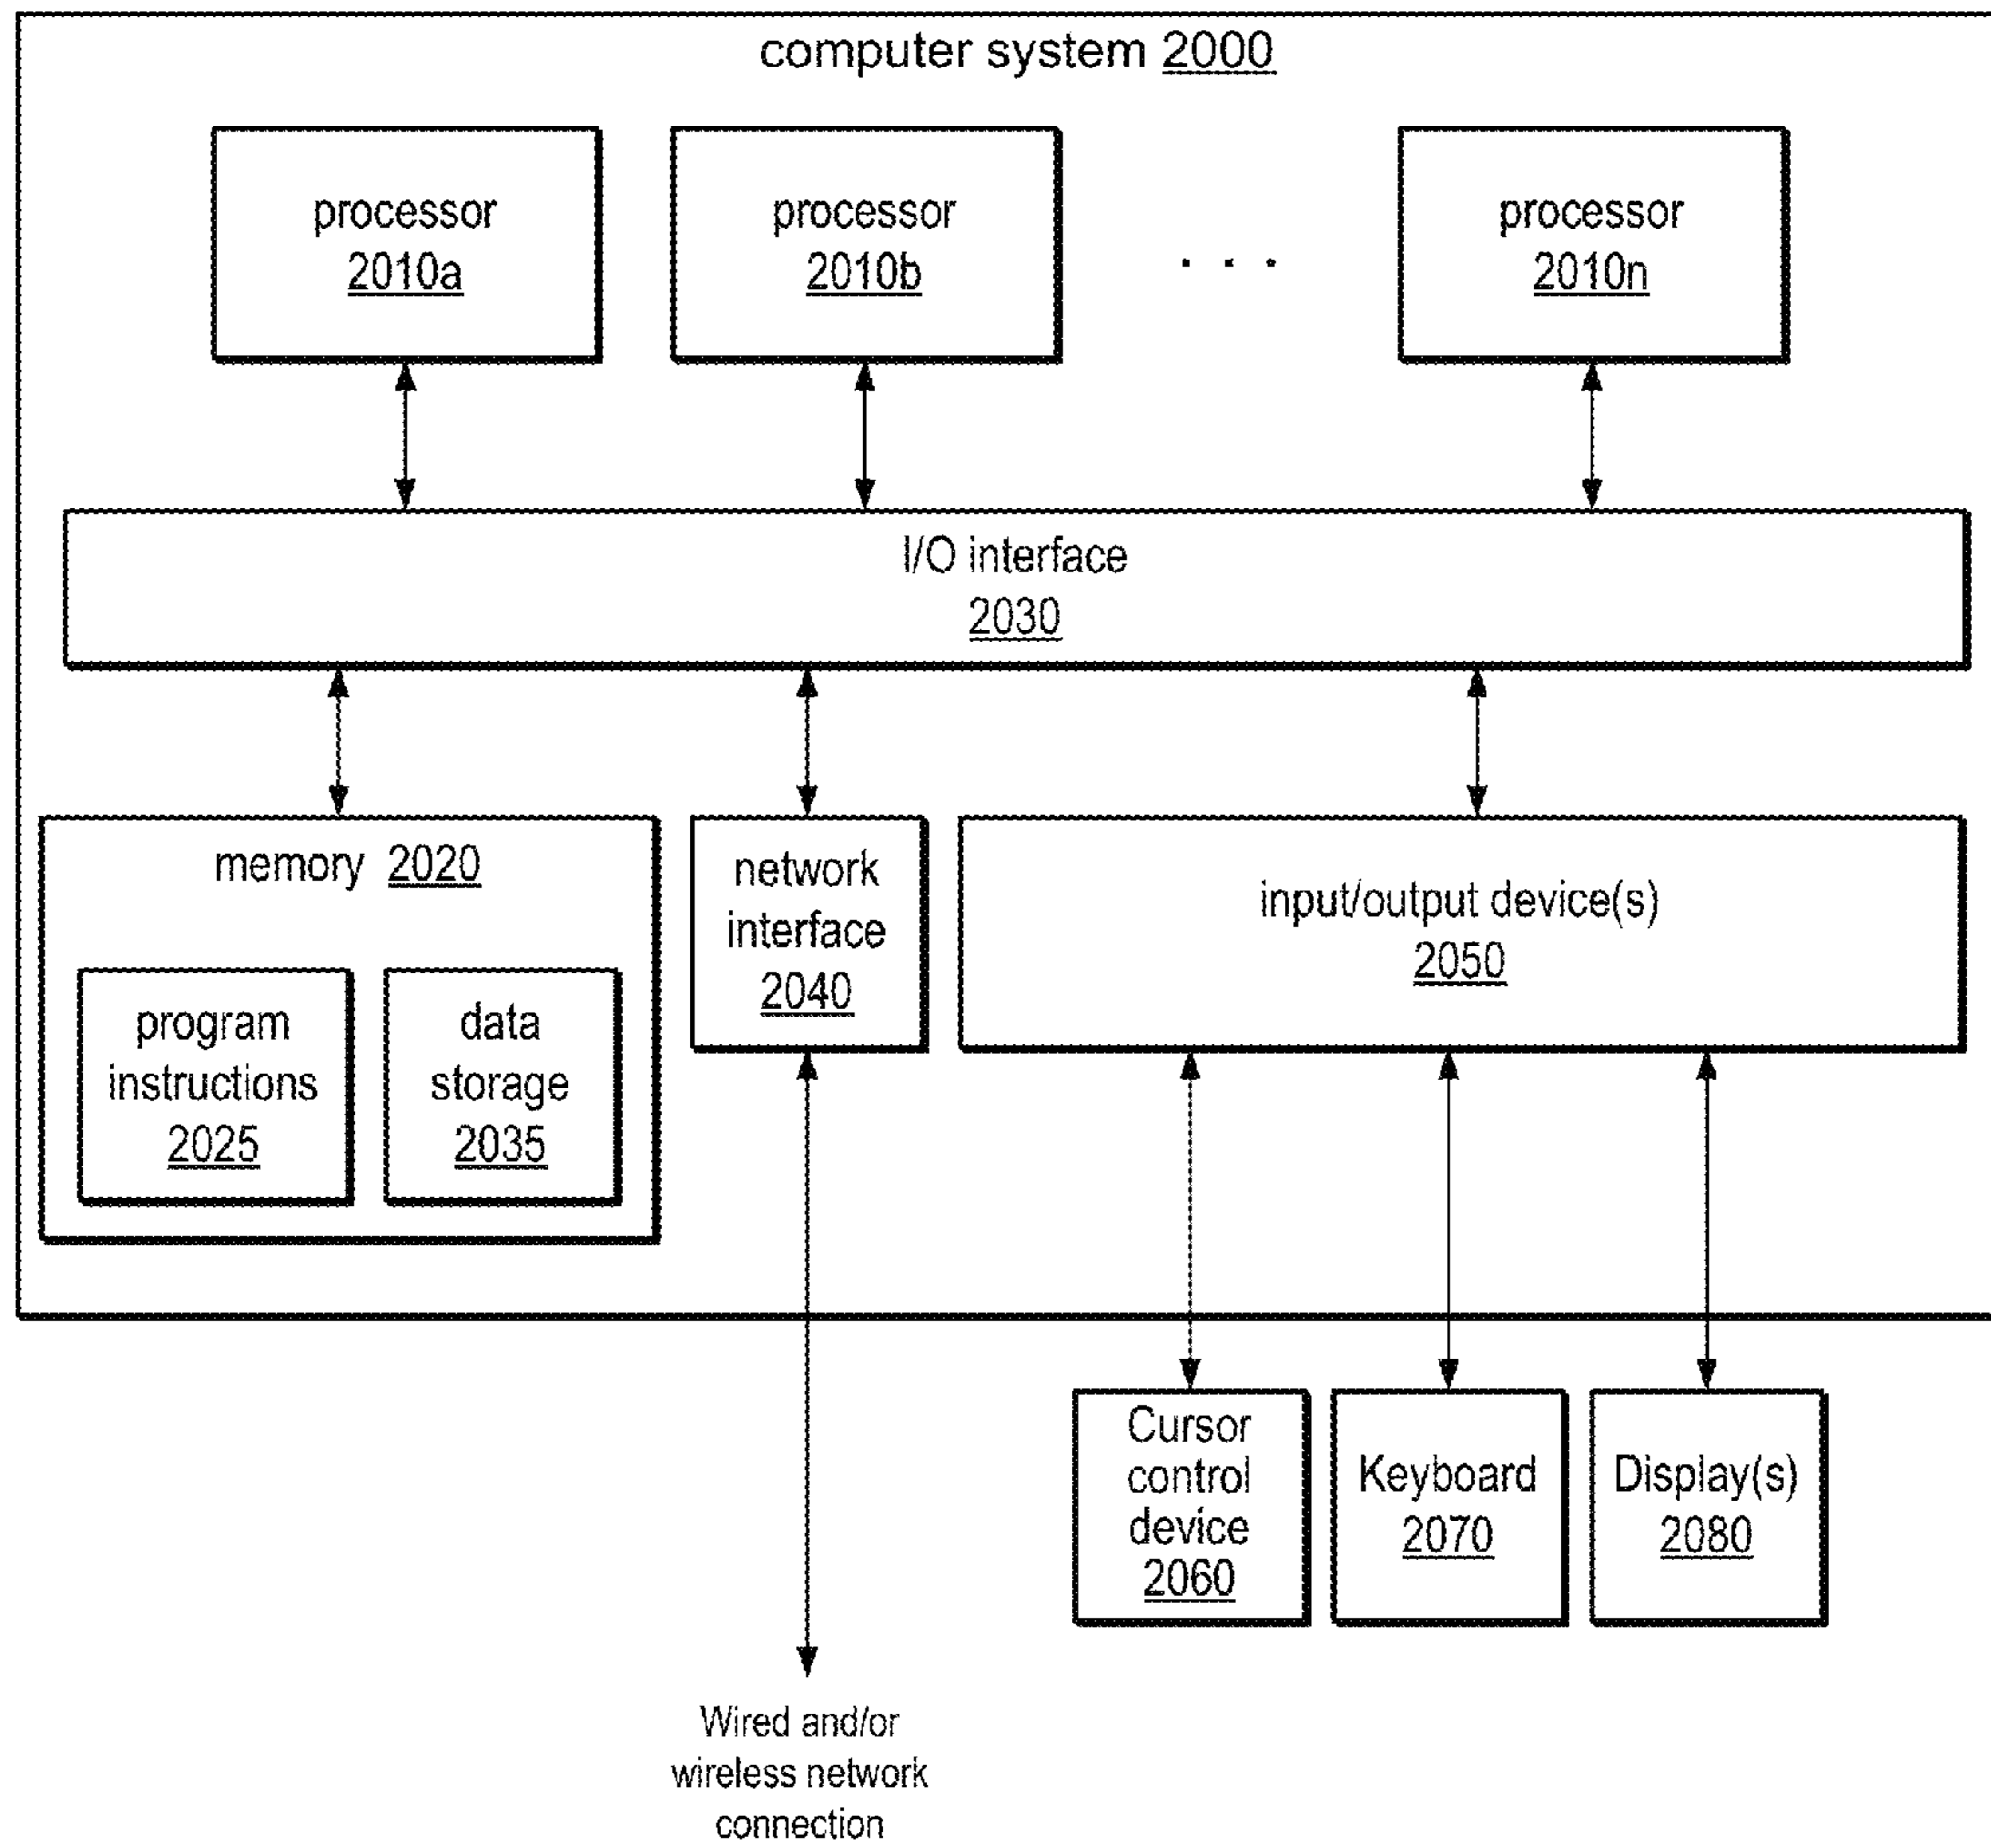 computer system 2000
processor
2010a
processor
2010b
. . .
processor
2010n
I/O interface
2030
memory 2020
program
instructions
2025
data
storage
2035
network
interface
2040
input/output device(s)
2050
Cursor
control
device
2060
Keyboard
2070
Display(s)
2080
Wired and/or
wireless network
connection